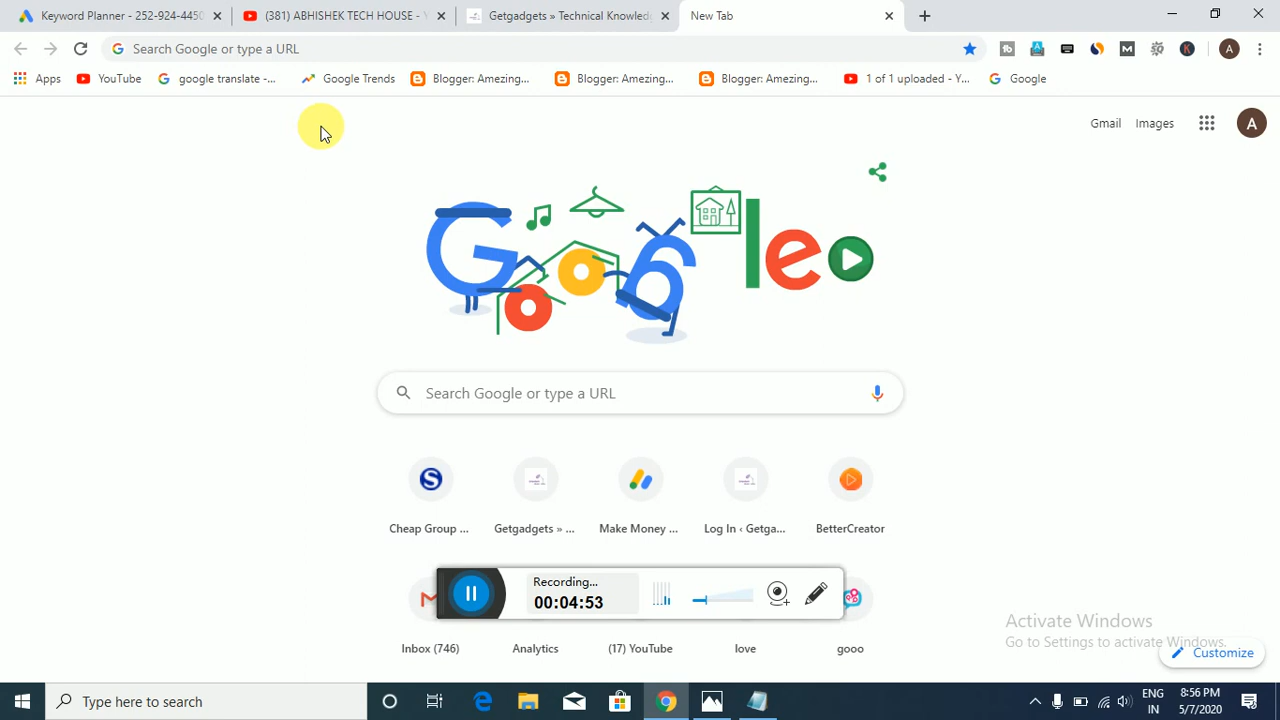 Keyword Planner - 252-924-445
(381) ABHISHEK TECH HOUSE - Y
Getgadgets » Technical Knowledg
New Tab
Search Google or type a URL
Apps
YouTube
google translate -...
Google Trends
Blogger: Amezing...
Blogger: Amezing...
Blogger: Amezing...
1 of 1 uploaded - Y...
Google
Gmail
Images
A
Google
Search Google or type a URL
Cheap Group ...
Getgadgets » ...
Make Money ...
Log In ‹ Getga...
BetterCreator
Recording...
00:04:53
Inbox (746)
Analytics
(17) YouTube
love
gooo
Activate Windows
Go to Settings to activate Windows.
Customize
Type here to search
ENG
IN
8:56 PM
5/7/2020